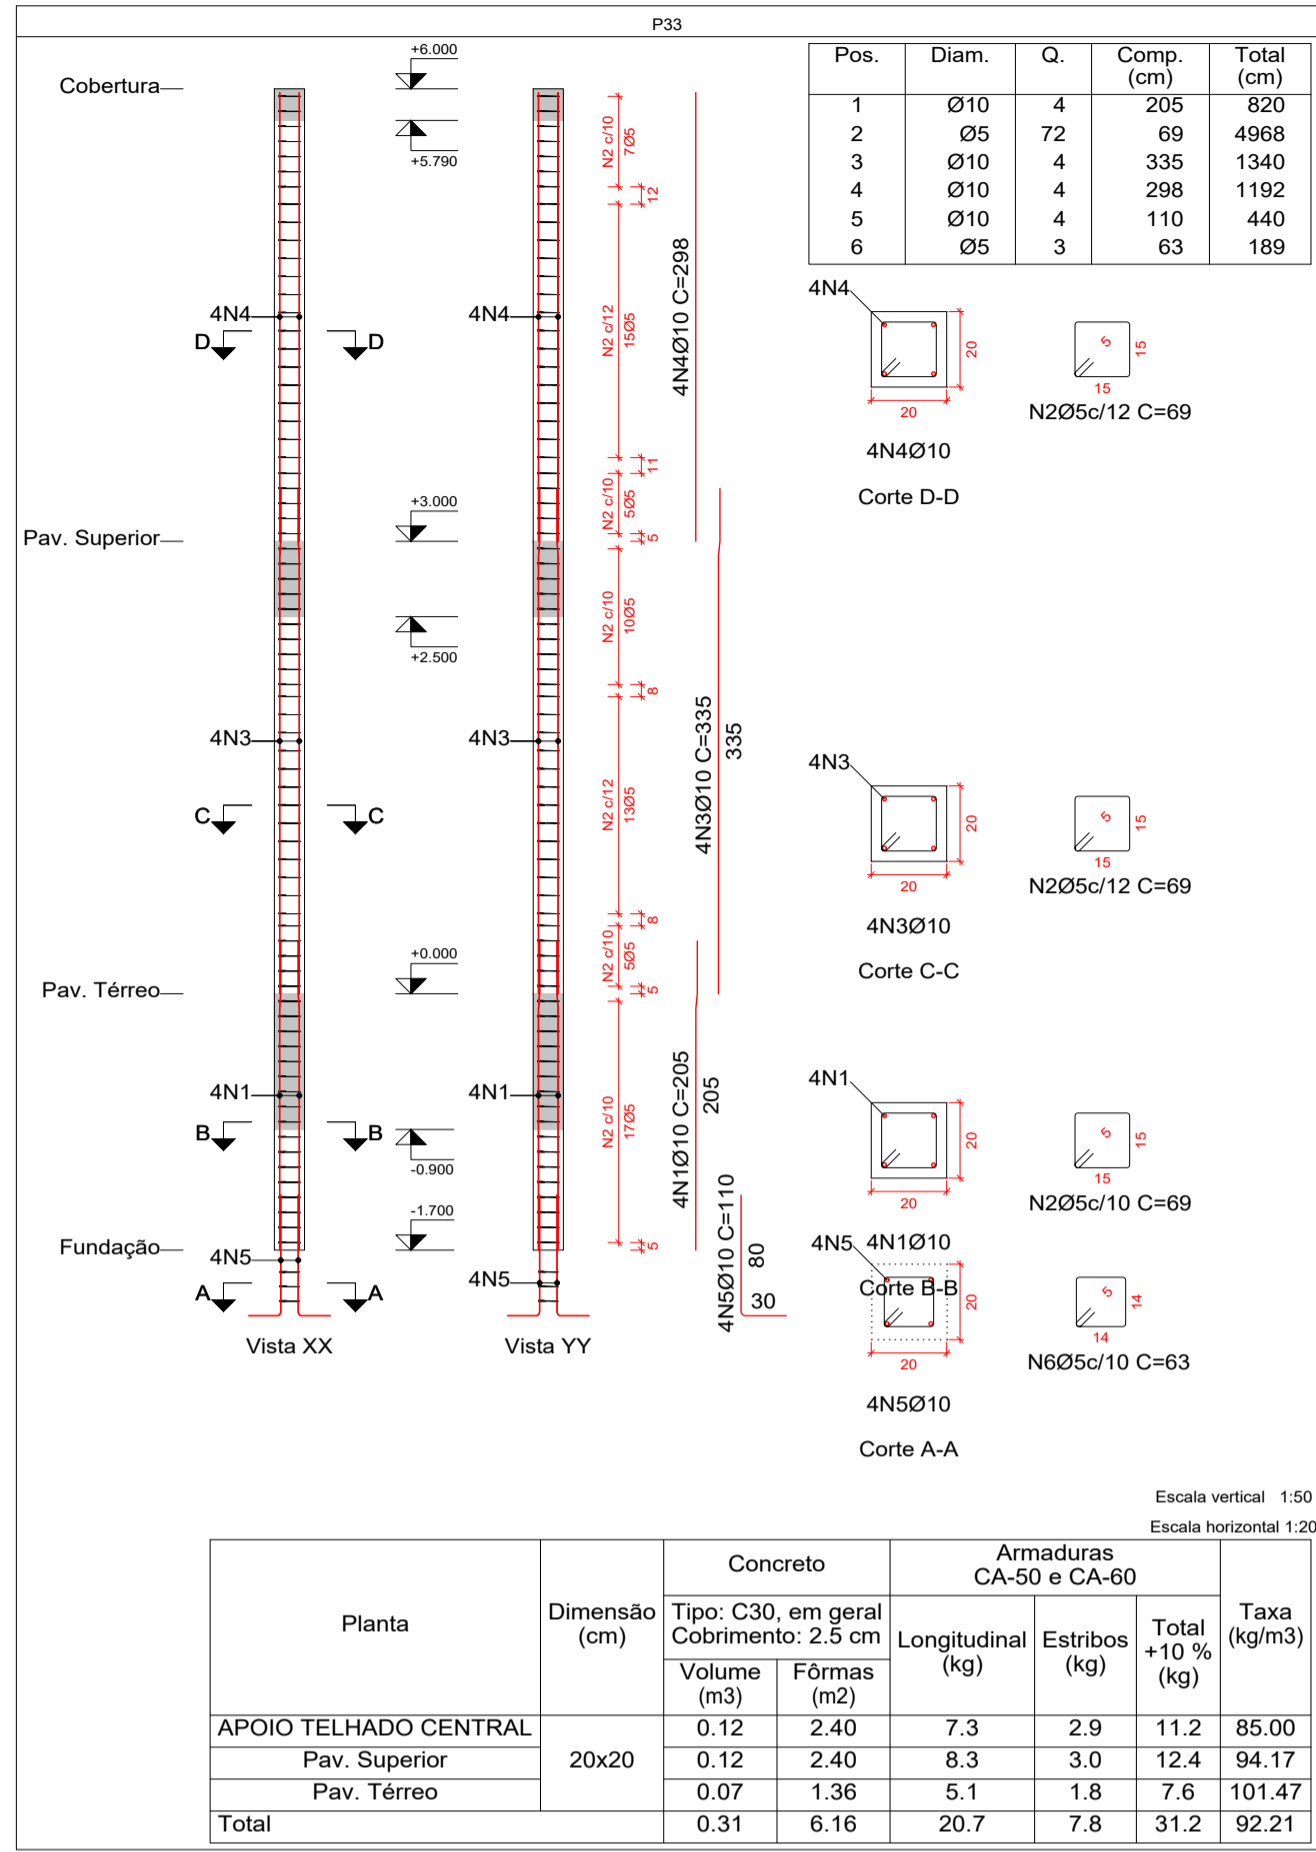 P33
Cobertura
+6.000
+5.790
N2 c/10
7Ø5
12
4N4
4N4
D
D
N2 c/12
15Ø5
4N4Ø10 C=298
11
N2 c/10
5Ø5
5
+3.000
Pav. Superior
N2 c/10
10Ø5
+2.500
8
4N3
4N3
C
C
N2 c/12
13Ø5
4N3Ø10 C=335
335
8
N2 c/10
5Ø5
5
+0.000
Pav. Térreo
N2 c/10
17Ø5
4N1
4N1
B
B
-0.900
4N1Ø10 C=205
205
-1.700
Fundação
5
4N5
4N5
A
A
4N5Ø10 C=110
80
30
Vista XX
Vista YY
Pos. Diam. Q. Comp. (cm) Total (cm)
1 Ø10 4 205 820
2 Ø5 72 69 4968
3 Ø10 4 335 1340
4 Ø10 4 298 1192
5 Ø10 4 110 440
6 Ø5 3 63 189
4N4
20
20
5
15
15
N2Ø5c/12 C=69
4N4Ø10
Corte D-D
4N3
20
20
5
15
15
N2Ø5c/12 C=69
4N3Ø10
Corte C-C
4N1
20
20
5
15
15
N2Ø5c/10 C=69
4N1Ø10
Corte B-B
4N5
20
20
5
14
14
N6Ø5c/10 C=63
4N5Ø10
Corte A-A
Escala vertical 1:50
Escala horizontal 1:20
Planta
Dimensão
(cm)
Concreto
Tipo: C30, em geral
Cobrimento: 2.5 cm
Volume
(m3)
Fôrmas
(m2)
Armaduras
CA-50 e CA-60
Longitudinal
(kg)
Estribos
(kg)
Total
+10 %
(kg)
Taxa
(kg/m3)
APOIO TELHADO CENTRAL 0.12 2.40 7.3 2.9 11.2 85.00
Pav. Superior 20x20 0.12 2.40 8.3 3.0 12.4 94.17
Pav. Térreo 0.07 1.36 5.1 1.8 7.6 101.47
Total 0.31 6.16 20.7 7.8 31.2 92.21